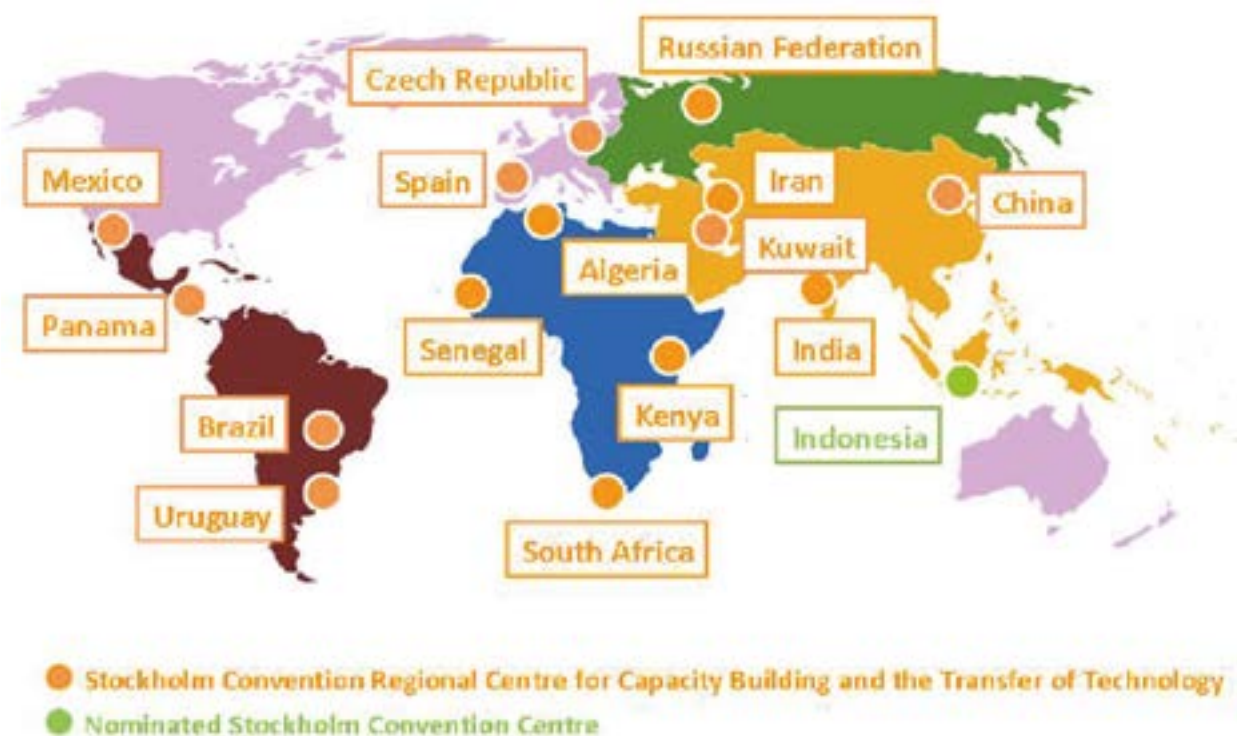 Russian Federation
Czech Republic
Mexico
Spain
Iran
China
Kuwait
Algeria
Panama
Senegal
India
Kenya
Brazil
Indonesia
Uruguay
South Africa
Stockholm Convention Regional Centre for Capacity Building and the Transfer of Technology
Nominated Stockholm Convention Centre